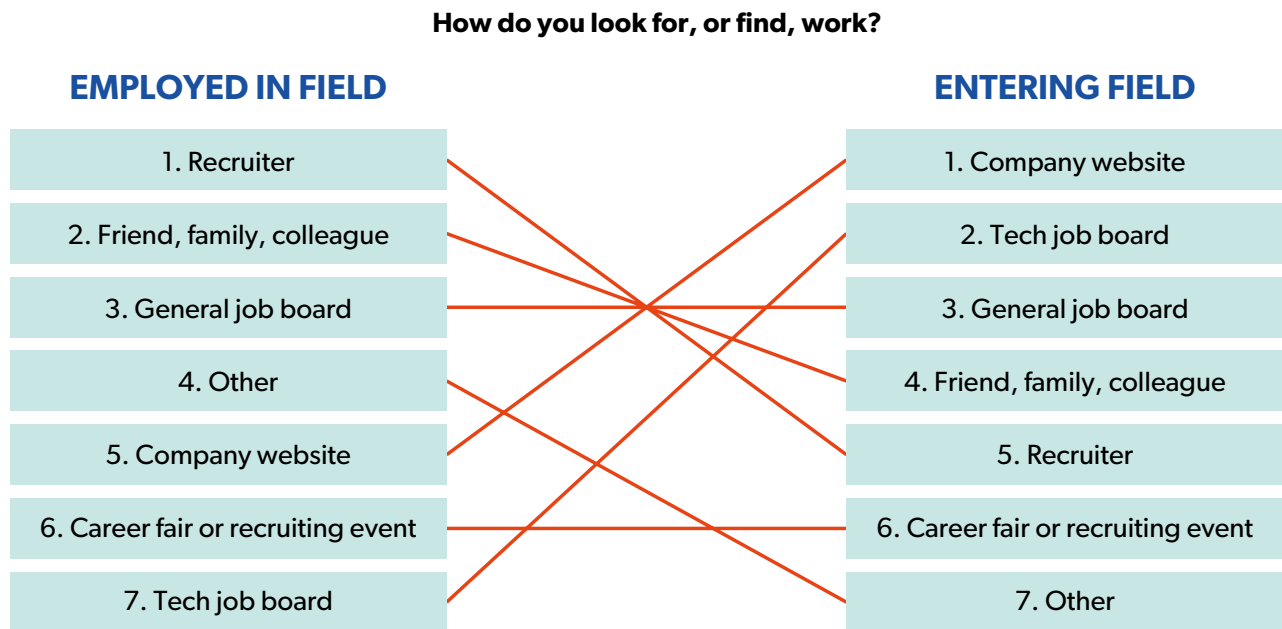 How do you look for, or find, work?
EMPLOYED IN FIELD
1. Recruiter
2. Friend, family, colleague
3. General job board
4. Other
5. Company website
6. Career fair or recruiting event
7. Tech job board
ENTERING FIELD
1. Company website
2. Tech job board
3. General job board
4. Friend, family, colleague
5. Recruiter
6. Career fair or recruiting event
7. Other